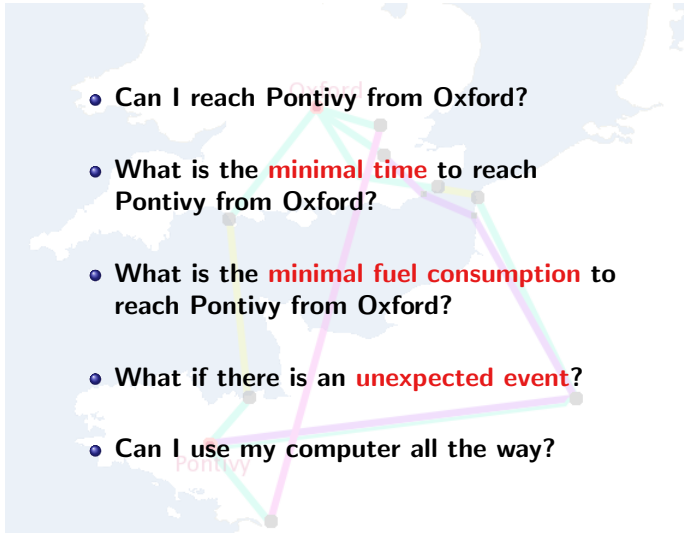 Oxford
Can I reach Pontivy from Oxford?
What is the minimal time to reach
Pontivy from Oxford?
What is the minimal fuel consumption to
reach Pontivy from Oxford?
What if there is an unexpected event?
Can I use my computer all the way?
Pontivy